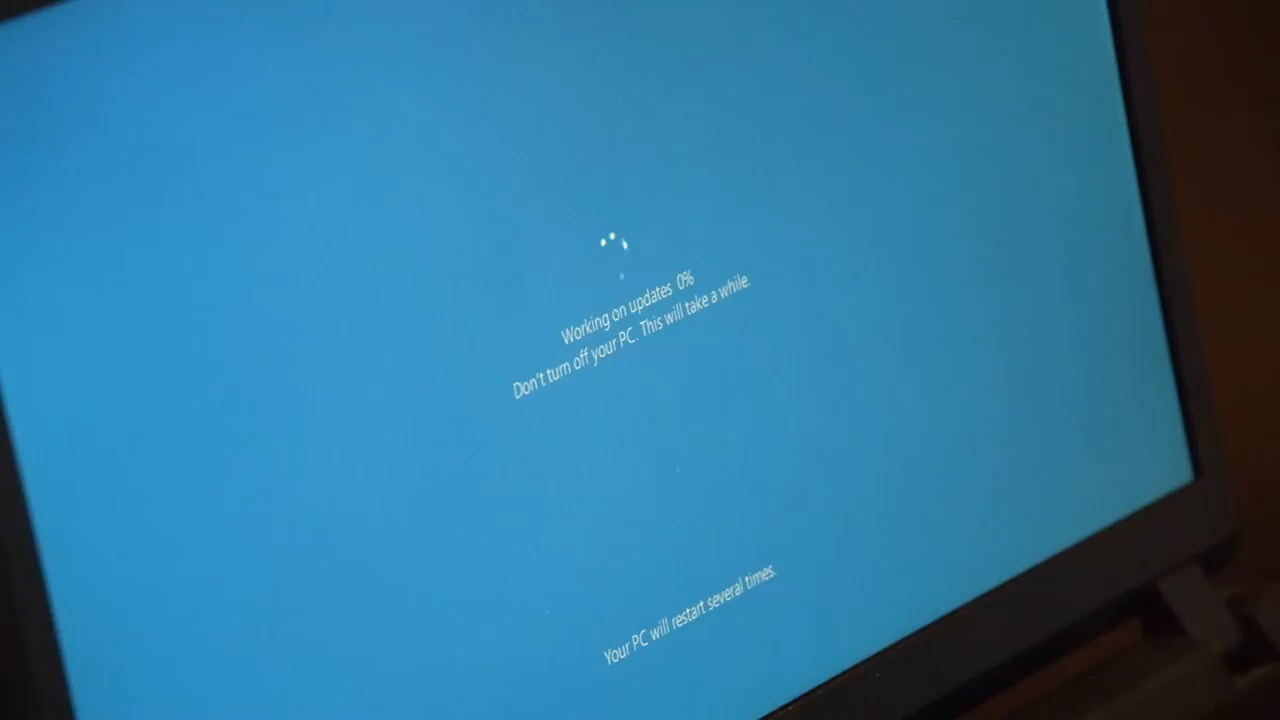 Working on updates 0%
Don't turn off your PC. This will take a while.
Your PC will restart several times.